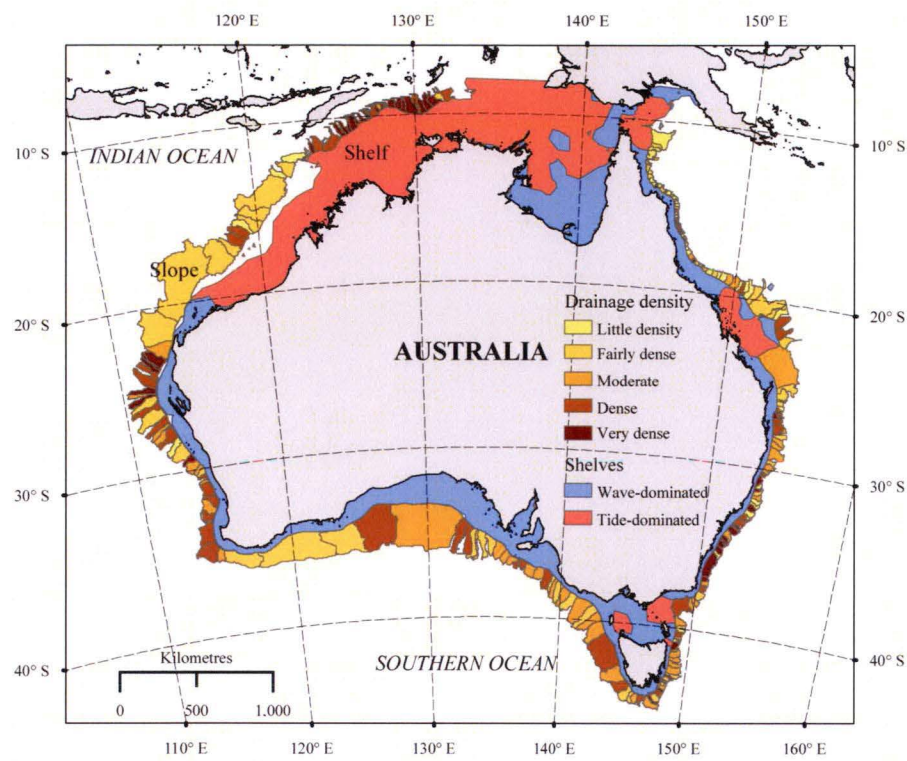 120° E 130° E 140° E 150° E
10° S INDIAN OCEAN Shelf 10° S
Slope
20° S 20° S
AUSTRALIA
Drainage density
Little density
Fairly dense
Moderate
Dense
Very dense
Shelves
Wave-dominated
Tide-dominated
30° S 30° S
40° S 40° S
Kilometres
0 500 1.000
SOUTHERN OCEAN
110° E 120° E 130° E 140° E 150° E 160° E